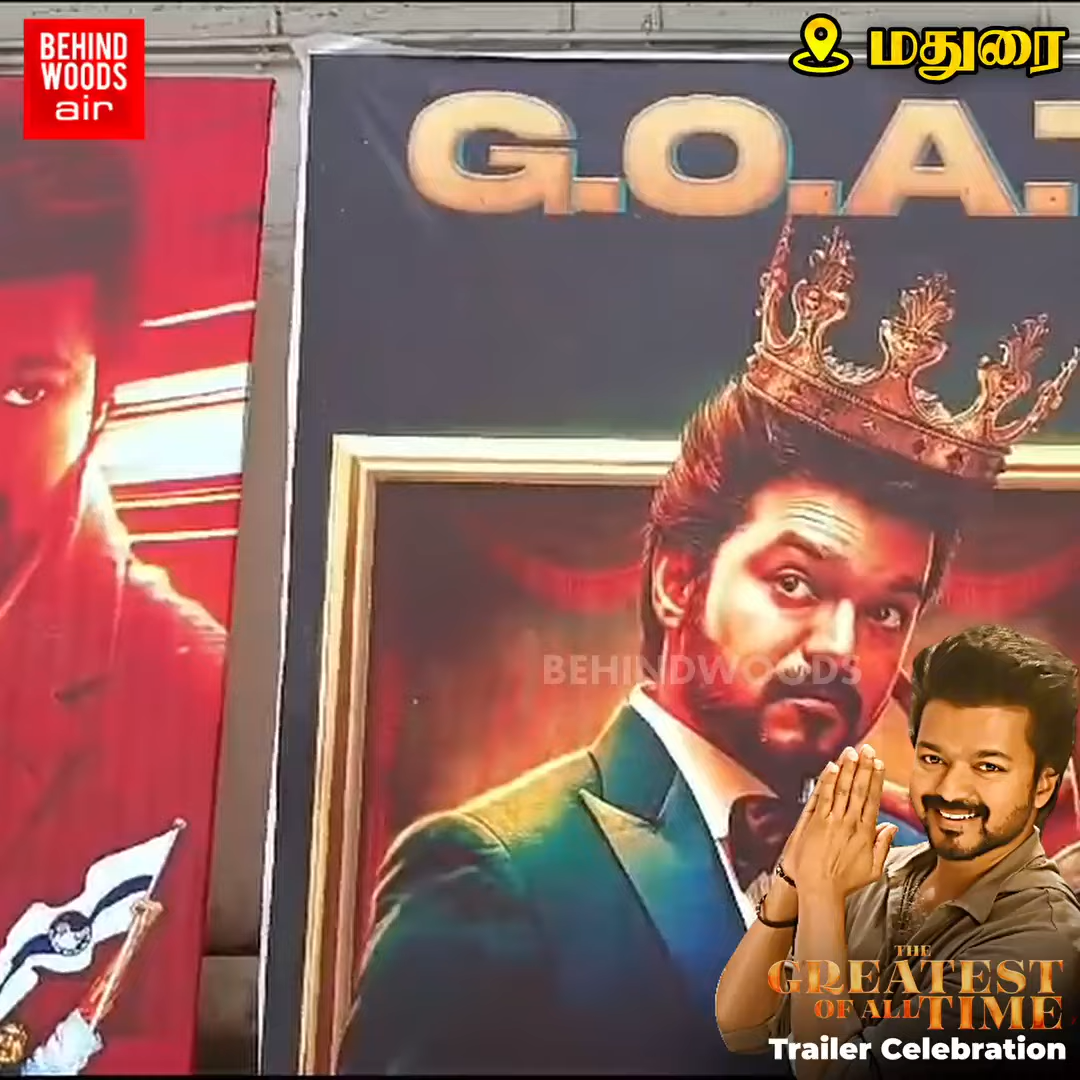 BEHIND
WOODS
air
மதுரை
G.O.A.
BEHINDWOODS
THE
GREATEST
OF ALL TIME
Trailer Celebration